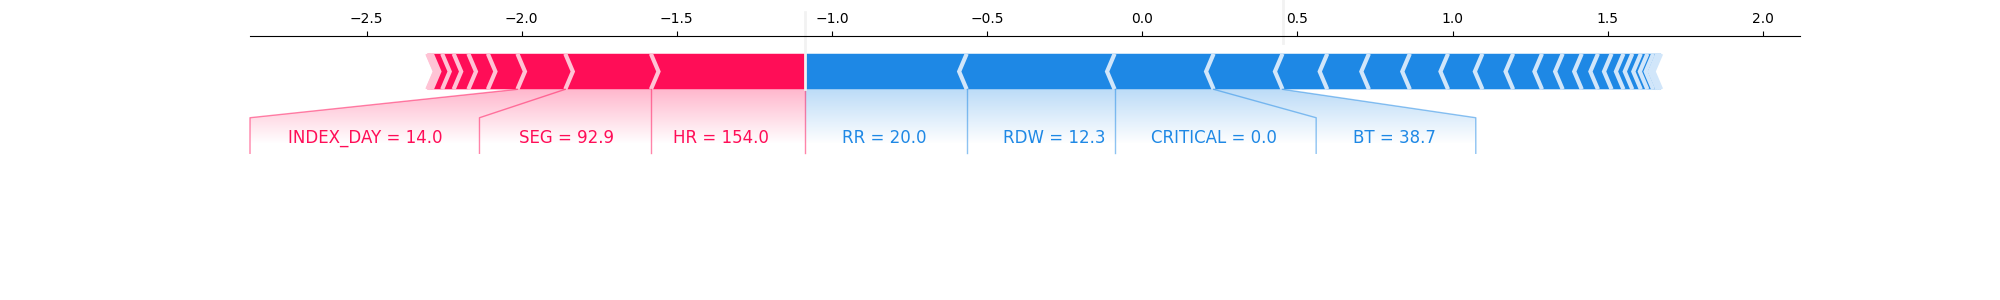 −2.5 −2.0 −1.5 −1.0 −0.5 0.0 0.5 1.0 1.5 2.0
INDEX_DAY = 14.0 SEG = 92.9 HR = 154.0 RR = 20.0 RDW = 12.3 CRITICAL = 0.0 BT = 38.7